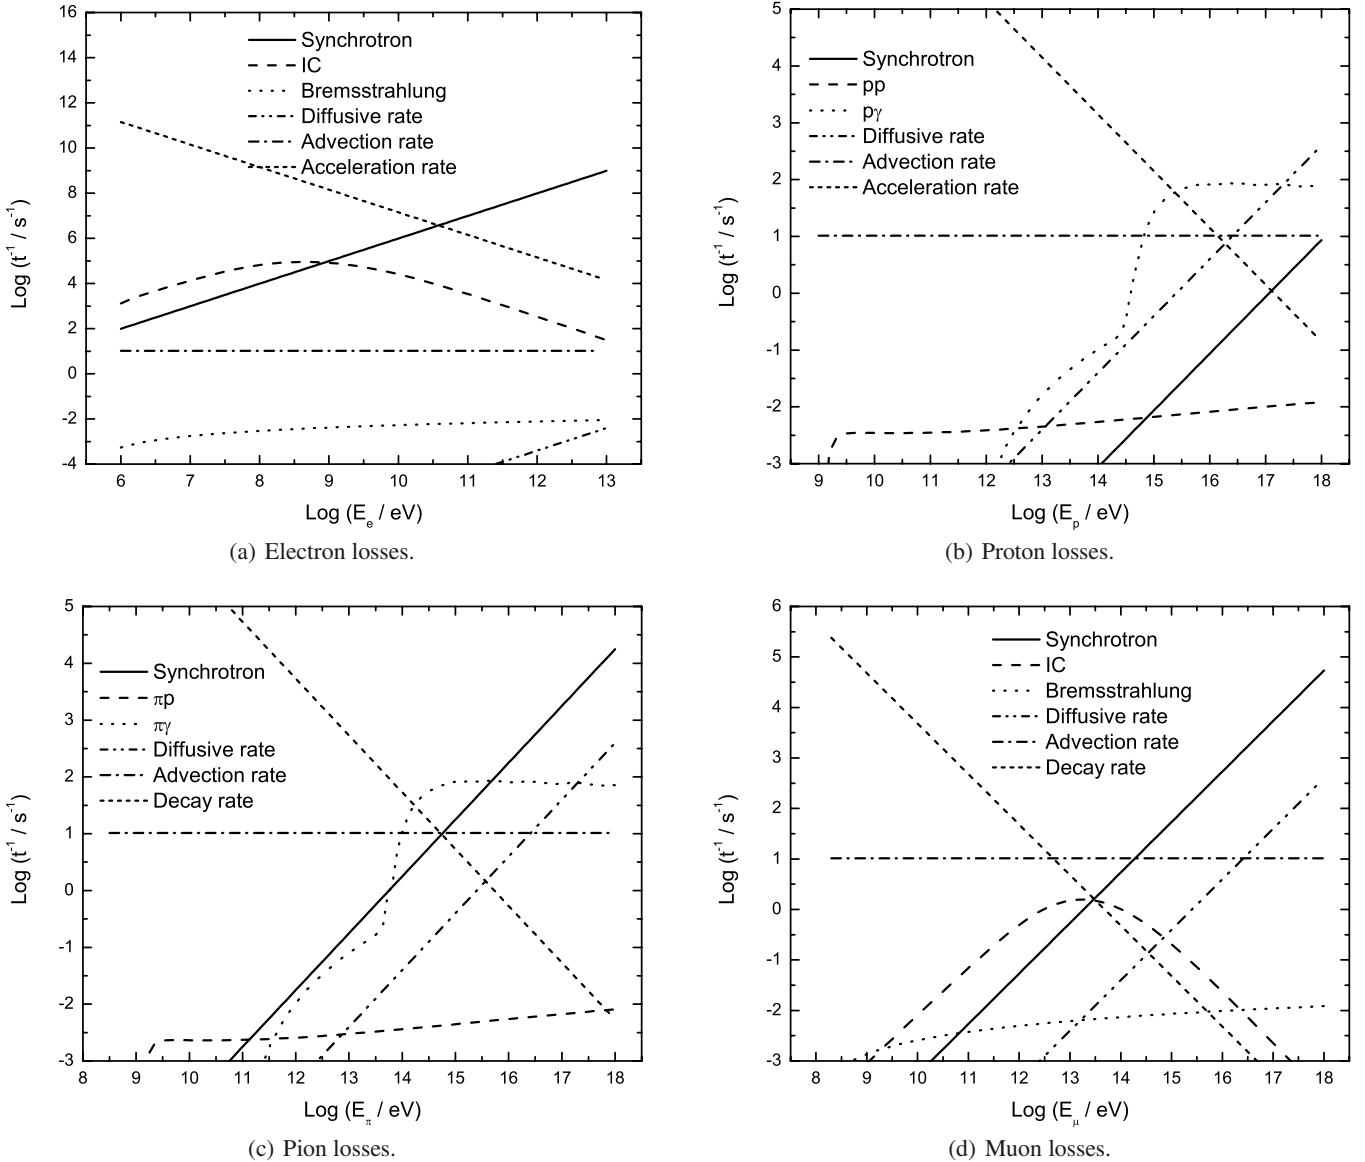 16
14
12
10
8
6
4
2
0
-2
-4
Log (t⁻¹ / s⁻¹)
Synchrotron
IC
Bremsstrahlung
Diffusive rate
Advection rate
Acceleration rate
6 7 8 9 10 11 12 13
Log (Eₑ / eV)
(a) Electron losses.
5
4
3
2
1
0
-1
-2
-3
Log (t⁻¹ / s⁻¹)
Synchrotron
pp
pγ
Diffusive rate
Advection rate
Acceleration rate
9 10 11 12 13 14 15 16 17 18
Log (Eₚ / eV)
(b) Proton losses.
5
4
3
2
1
0
-1
-2
-3
Log (t⁻¹ / s⁻¹)
Synchrotron
πp
πγ
Diffusive rate
Advection rate
Decay rate
8 9 10 11 12 13 14 15 16 17 18
Log (E_π / eV)
(c) Pion losses.
6
5
4
3
2
1
0
-1
-2
-3
Log (t⁻¹ / s⁻¹)
Synchrotron
IC
Bremsstrahlung
Diffusive rate
Advection rate
Decay rate
8 9 10 11 12 13 14 15 16 17 18
Log (E_μ / eV)
(d) Muon losses.